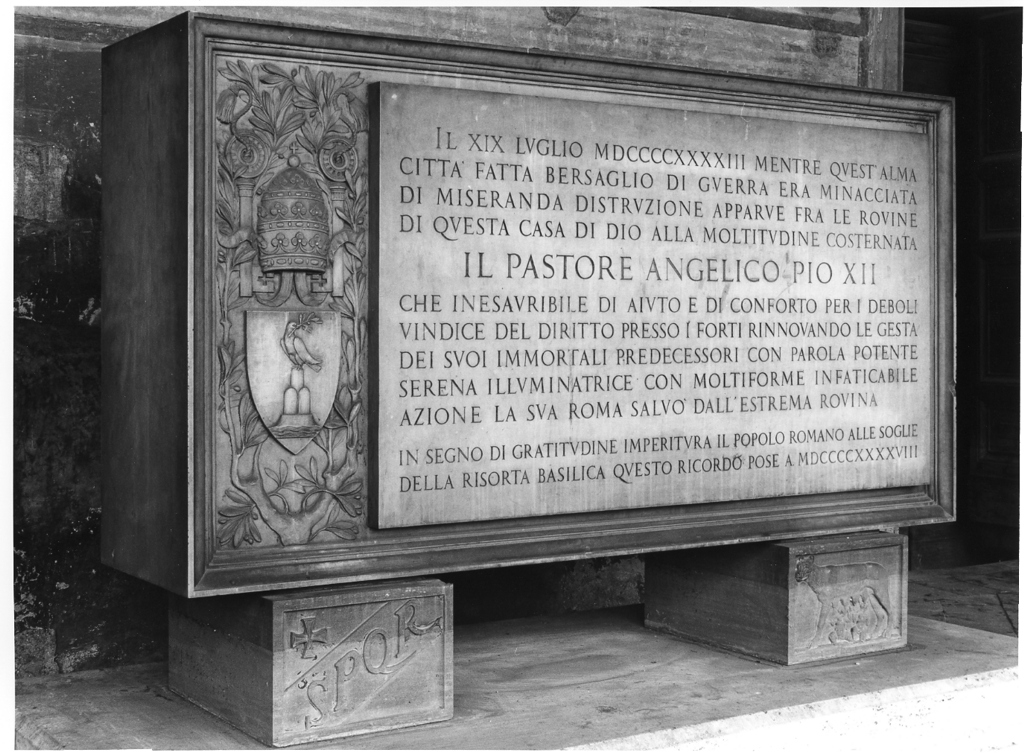 IL XIX LVGLIO MDCCCCXXXXIII MENTRE QVEST'ALMA
CITTA' FATTA BERSAGLIO DI GVERRA ERA MINACCIATA
DI MISERANDA DISTRVZIONE APPARVE FRA LE ROVINE
DI QVESTA CASA DI DIO ALLA MOLTITVDINE COSTERNATA
IL PASTORE ANGELICO PIO XII
CHE INESAVRIBILE DI AIVTO E DI CONFORTO PER I DEBOLI
VINDICE DEL DIRITTO PRESSO I FORTI RINNOVANDO LE GESTA
DEI SVOI IMMORTALI PREDECESSORI CON PAROLA POTENTE
SERENA ILLVMINATRICE CON MOLTIFORME INFATICABILE
AZIONE LA SVA ROMA SALVO' DALL'ESTREMA ROVINA
IN SEGNO DI GRATITVDINE IMPERITVRA IL POPOLO ROMANO ALLE SOGLIE
DELLA RISORTA BASILICA QVESTO RICORDO POSE A MDCCCCXXXXVIII
SPQR